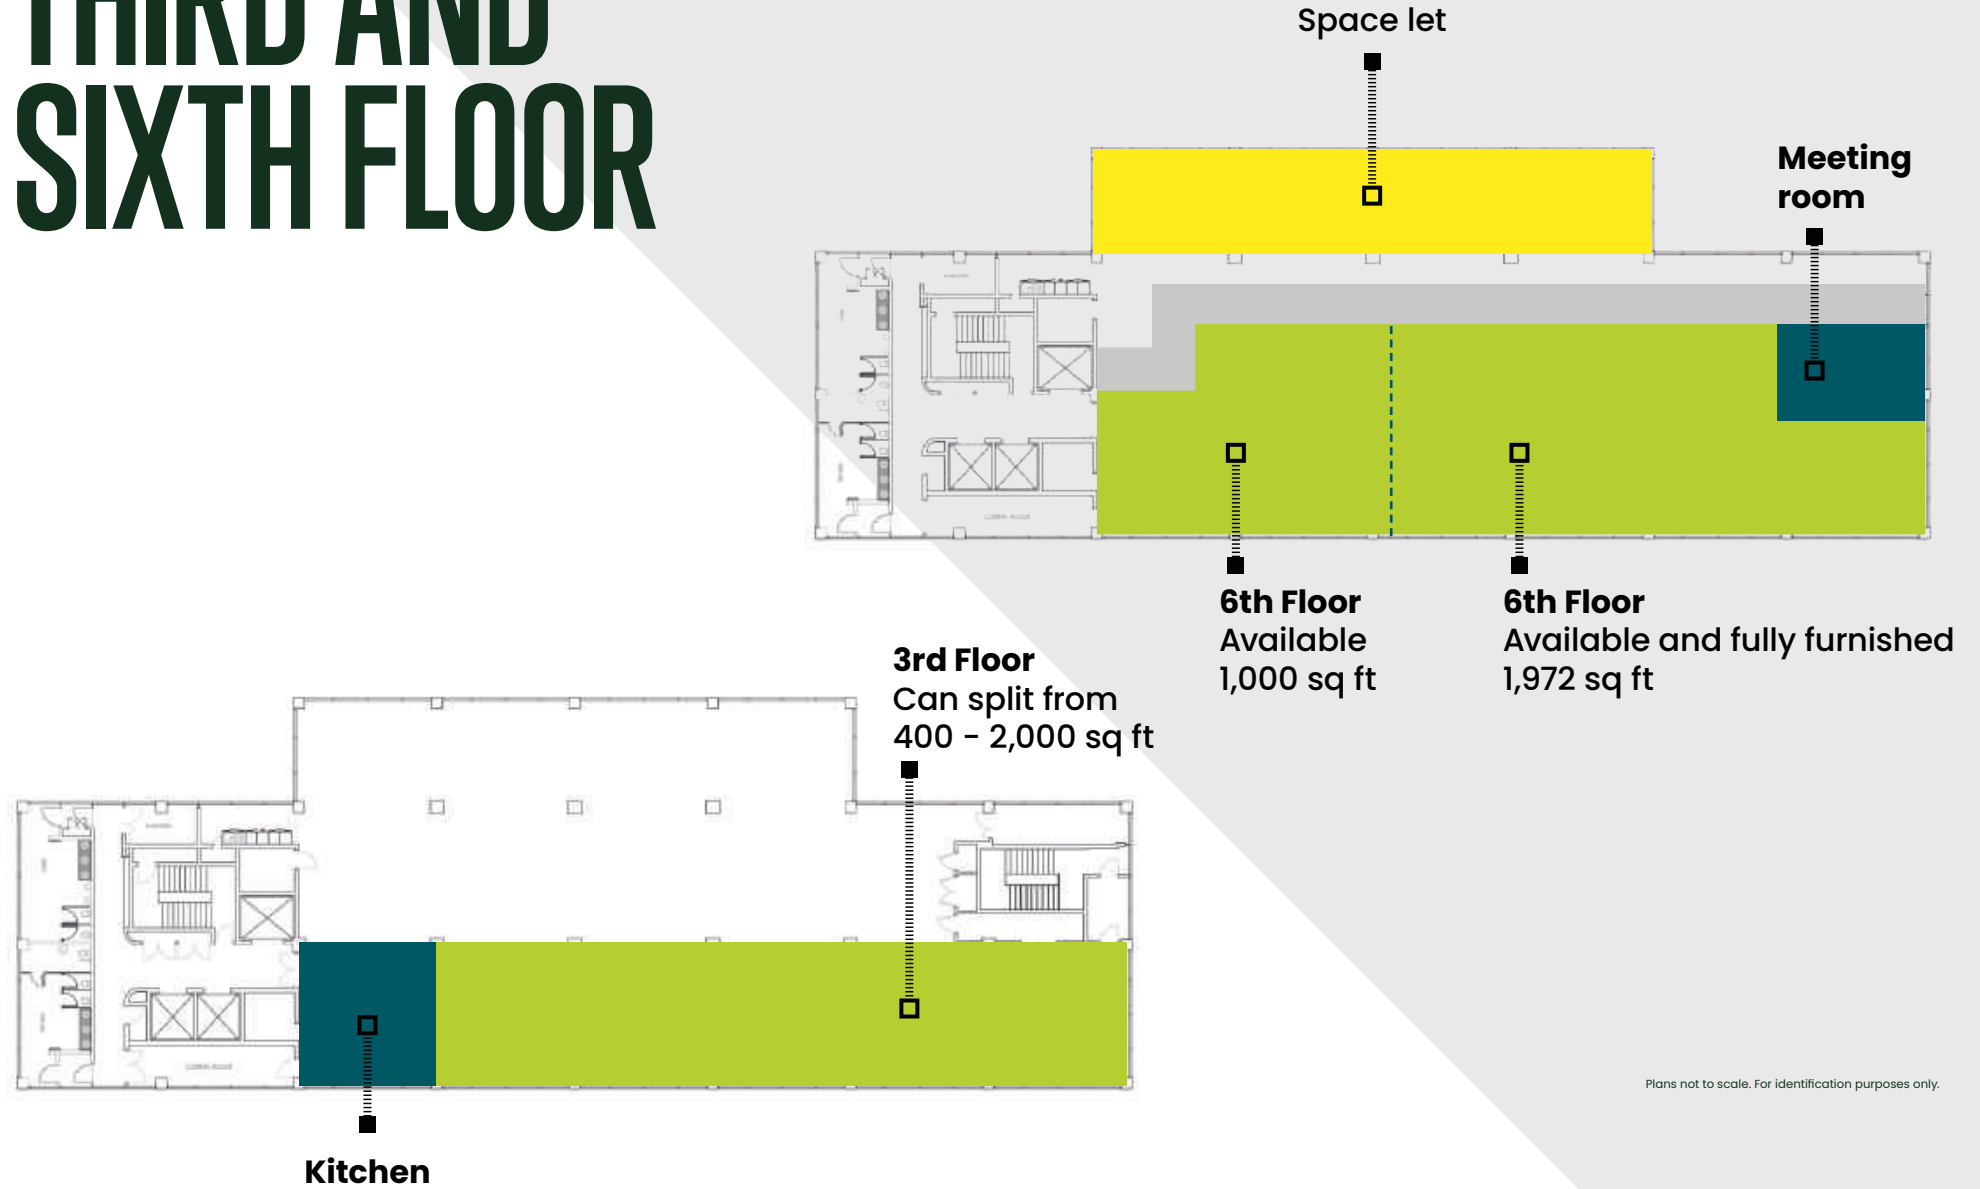 THIRD AND
SIXTH FLOOR
Space let
Meeting
room
6th Floor
Available
1,000 sq ft
6th Floor
Available and fully furnished
1,972 sq ft
3rd Floor
Can split from
400 - 2,000 sq ft
Kitchen
Plans not to scale. For identification purposes only.